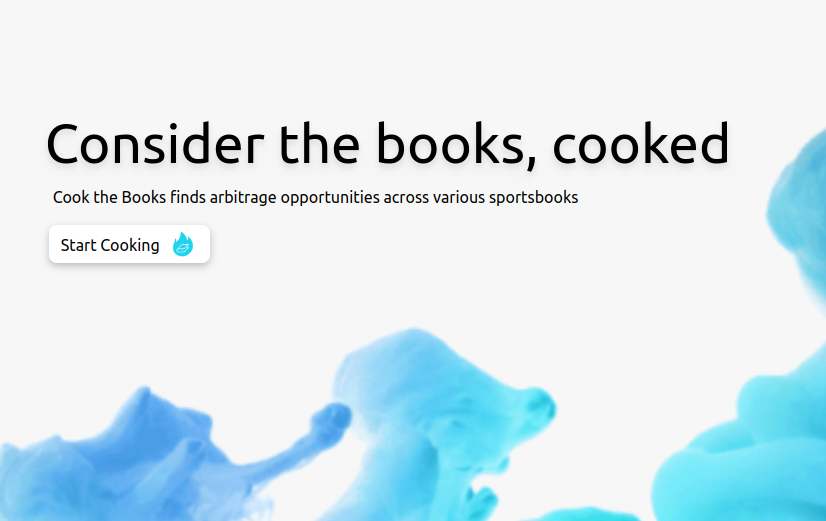 Consider the books, cooked
Cook the Books finds arbitrage opportunities across various sportsbooks
Start Cooking